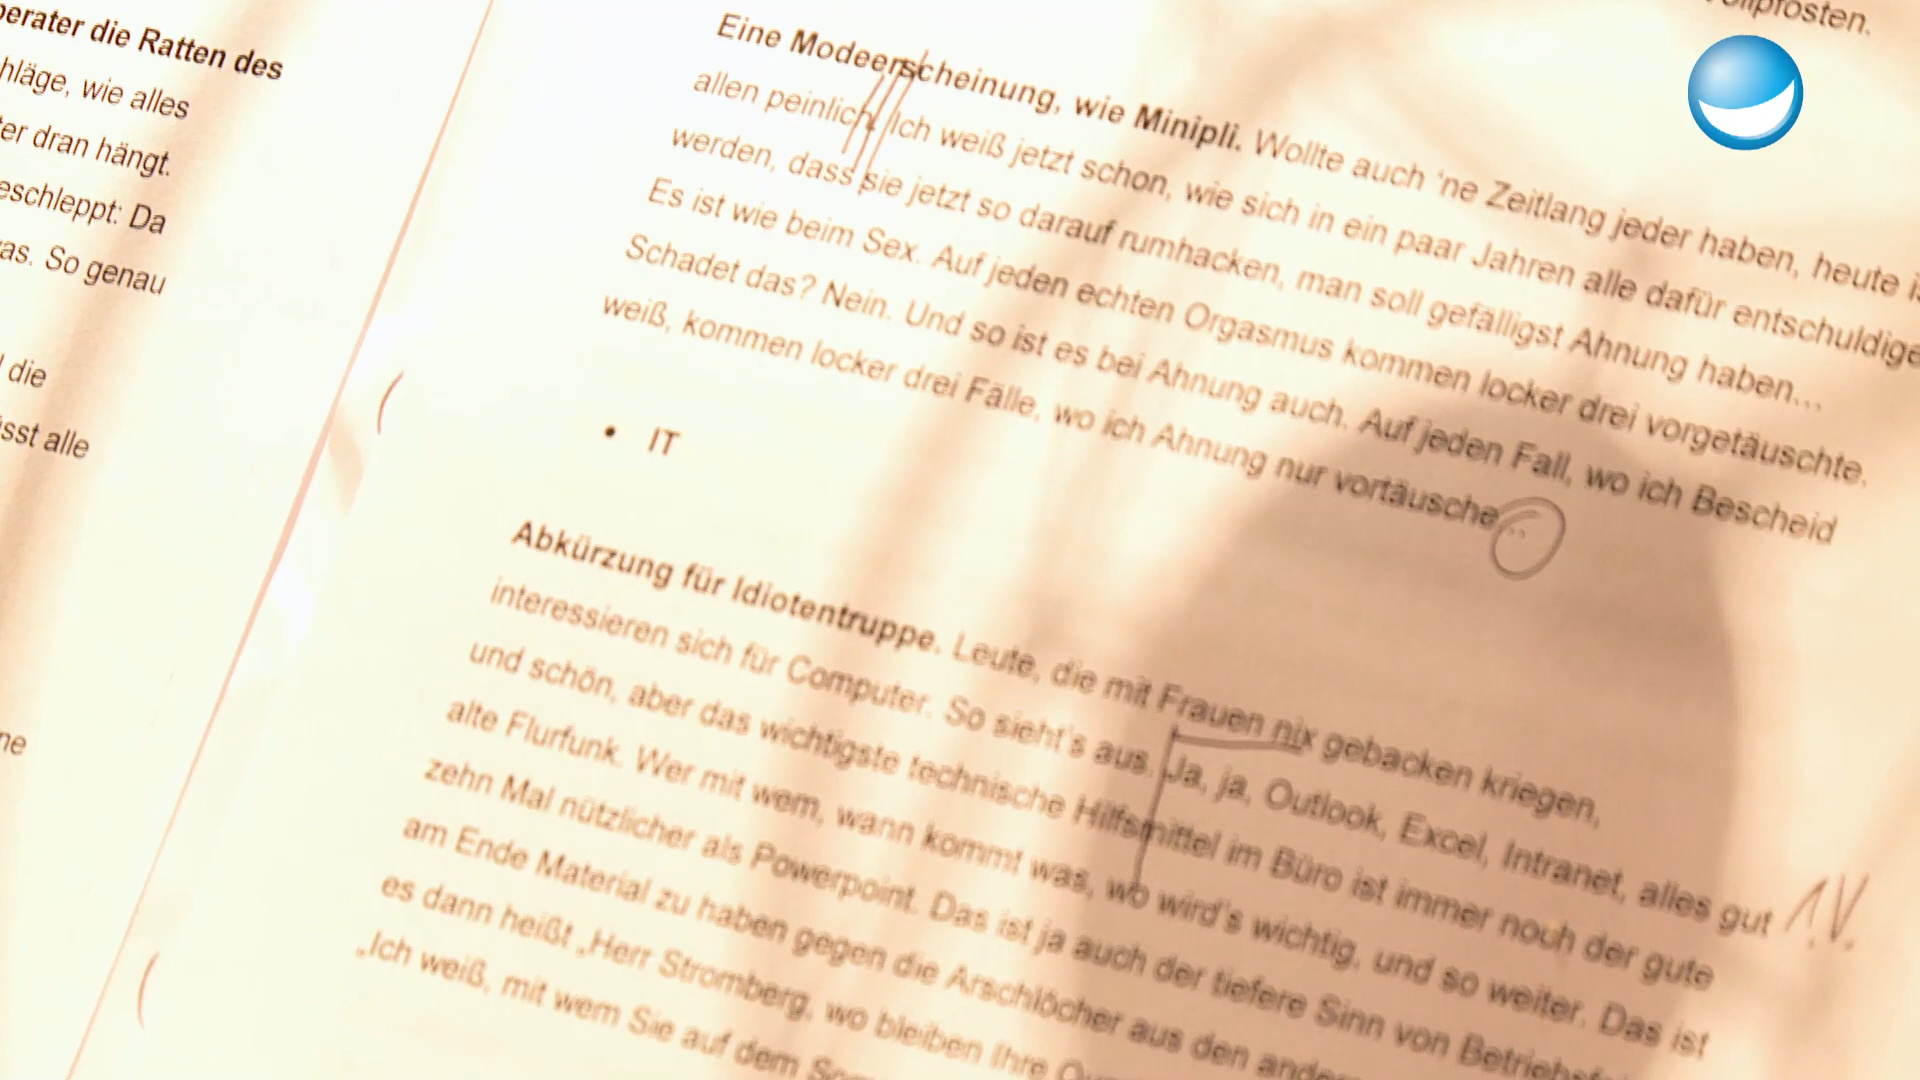 erater die Ratten des
hläge, wie alles
er dran hängt.
eschleppt: Da
as. So genau
die
sst alle
ne
llpfosten.
Eine Modeerscheinung, wie Minipli. Wollte auch 'ne Zeitlang jeder haben, heute is
allen peinlich. Ich weiß jetzt schon, wie sich in ein paar Jahren alle dafür entschuldige
werden, dass sie jetzt so darauf rumhacken, man soll gefälligst Ahnung haben...
Es ist wie beim Sex. Auf jeden echten Orgasmus kommen locker drei vorgetäuschte.
Schadet das? Nein. Und so ist es bei Ahnung auch. Auf jeden Fall, wo ich Bescheid
weiß, kommen locker drei Fälle, wo ich Ahnung nur vortäusche...
• IT
Abkürzung für Idiotentruppe. Leute, die mit Frauen nix gebacken kriegen,
interessieren sich für Computer. So sieht's aus. Ja, ja, Outlook, Excel, Intranet, alles gut
und schön, aber das wichtigste technische Hilfsmittel im Büro ist immer noch der gute
alte Flurfunk. Wer mit wem, wann kommt was, wo wird's wichtig, und so weiter. Das ist
zehn Mal nützlicher als Powerpoint. Das ist ja auch der tiefere Sinn von Betriebsfe
am Ende Material zu haben gegen die Arschlöcher aus den ander
es dann heißt „Herr Stromberg, wo bleiben Ihre
„Ich weiß, mit wem Sie auf dem